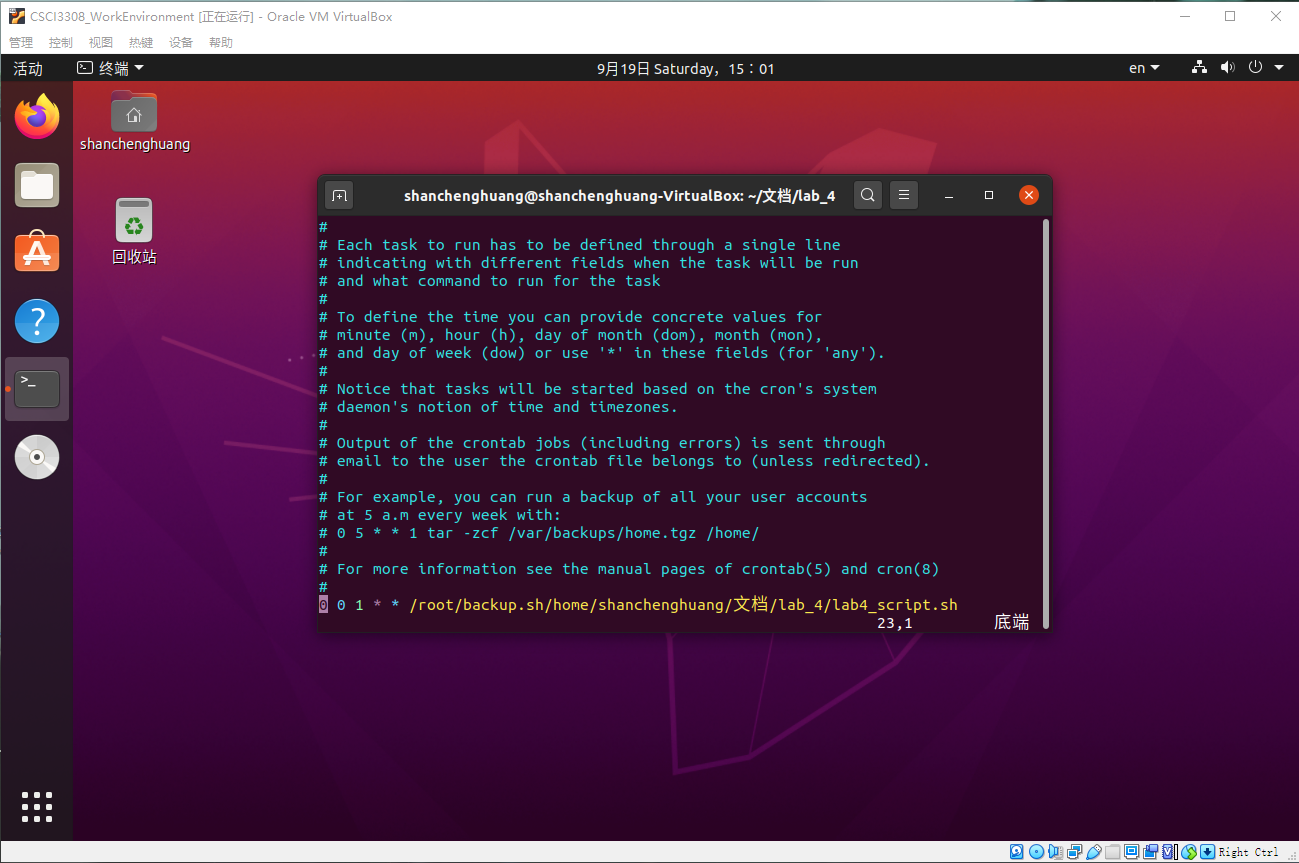 CSCI3308_WorkEnvironment [正在运行] - Oracle VM VirtualBox
管理 控制 视图 热键 设备 帮助
活动 终端 9月19日 Saturday, 15：01 en
shanchenghuang
回收站
shanchenghuang@shanchenghuang-VirtualBox: ~/文档/lab_4
#
# Each task to run has to be defined through a single line
# indicating with different fields when the task will be run
# and what command to run for the task
#
# To define the time you can provide concrete values for
# minute (m), hour (h), day of month (dom), month (mon),
# and day of week (dow) or use '*' in these fields (for 'any').
#
# Notice that tasks will be started based on the cron's system
# daemon's notion of time and timezones.
#
# Output of the crontab jobs (including errors) is sent through
# email to the user the crontab file belongs to (unless redirected).
#
# For example, you can run a backup of all your user accounts
# at 5 a.m every week with:
# 0 5 * * 1 tar -zcf /var/backups/home.tgz /home/
#
# For more information see the manual pages of crontab(5) and cron(8)
#
0 0 1 * * /root/backup.sh/home/shanchenghuang/文档/lab_4/lab4_script.sh
23,1 底端
Right Ctrl